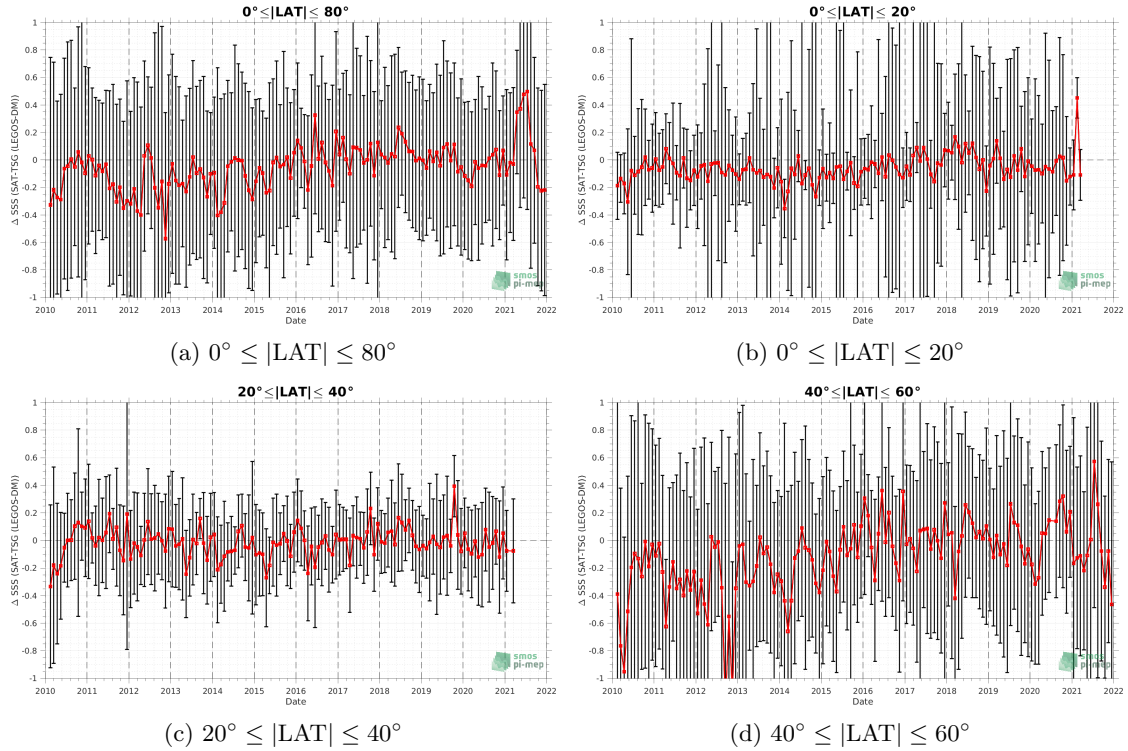 0°≤|LAT|≤ 80°
1
0.8
0.6
0.4
0.2
0
-0.2
-0.4
-0.6
-0.8
-1
Δ SSS (SAT-TSG (LEGOS-DM))
2010 2011 2012 2013 2014 2015 2016 2017 2018 2019 2020 2021 2022
Date
smos
pi-mep
(a) 0° ≤ |LAT| ≤ 80°
0°≤|LAT|≤ 20°
1
0.8
0.6
0.4
0.2
0
-0.2
-0.4
-0.6
-0.8
-1
Δ SSS (SAT-TSG (LEGOS-DM))
2010 2011 2012 2013 2014 2015 2016 2017 2018 2019 2020 2021 2022
Date
smos
pi-mep
(b) 0° ≤ |LAT| ≤ 20°
20°≤|LAT|≤ 40°
1
0.8
0.6
0.4
0.2
0
-0.2
-0.4
-0.6
-0.8
-1
Δ SSS (SAT-TSG (LEGOS-DM))
2010 2011 2012 2013 2014 2015 2016 2017 2018 2019 2020 2021 2022
Date
smos
pi-mep
(c) 20° ≤ |LAT| ≤ 40°
40°≤|LAT|≤ 60°
1
0.8
0.6
0.4
0.2
0
-0.2
-0.4
-0.6
-0.8
-1
Δ SSS (SAT-TSG (LEGOS-DM))
2010 2011 2012 2013 2014 2015 2016 2017 2018 2019 2020 2021 2022
Date
smos
pi-mep
(d) 40° ≤ |LAT| ≤ 60°